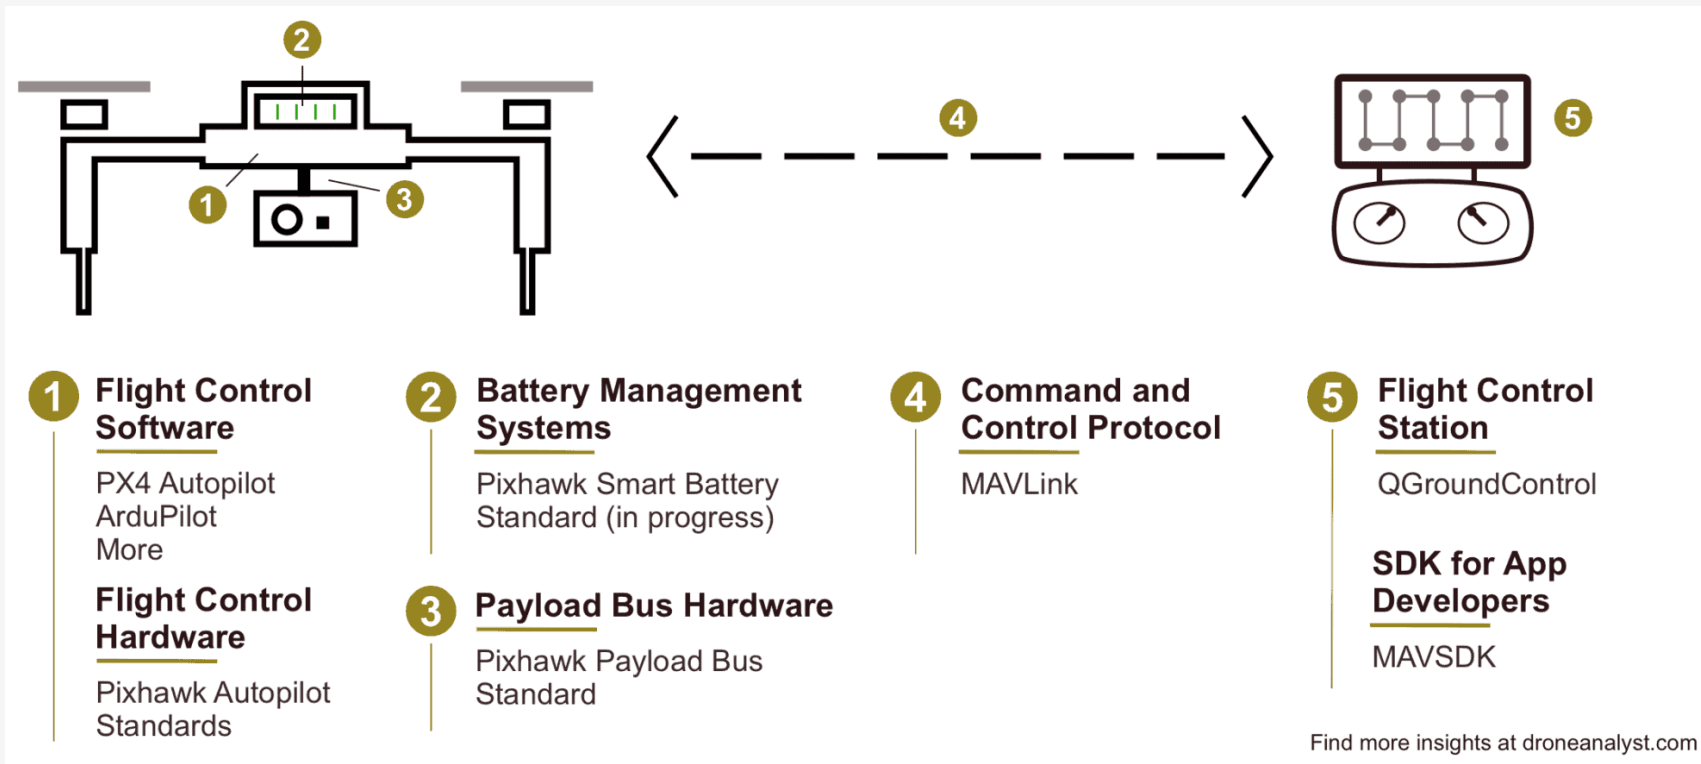 2
4
5
1
3
1
Flight Control
Software
PX4 Autopilot
ArduPilot
More
Flight Control
Hardware
Pixhawk Autopilot
Standards
2
Battery Management
Systems
Pixhawk Smart Battery
Standard (in progress)
3
Payload Bus Hardware
Pixhawk Payload Bus
Standard
4
Command and
Control Protocol
MAVLink
5
Flight Control
Station
QGroundControl
SDK for App
Developers
MAVSDK
Find more insights at droneanalyst.com